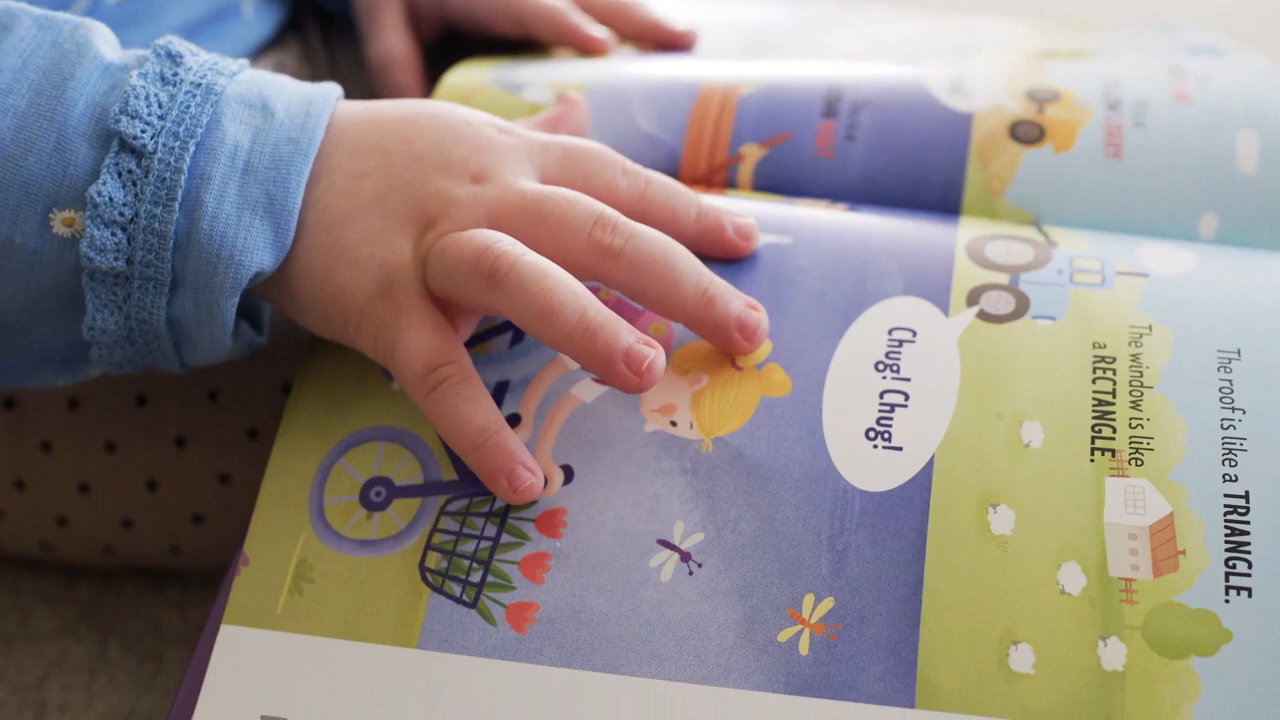 The roof is like a TRIANGLE.
The window is like
a RECTANGLE.
Chug! Chug!